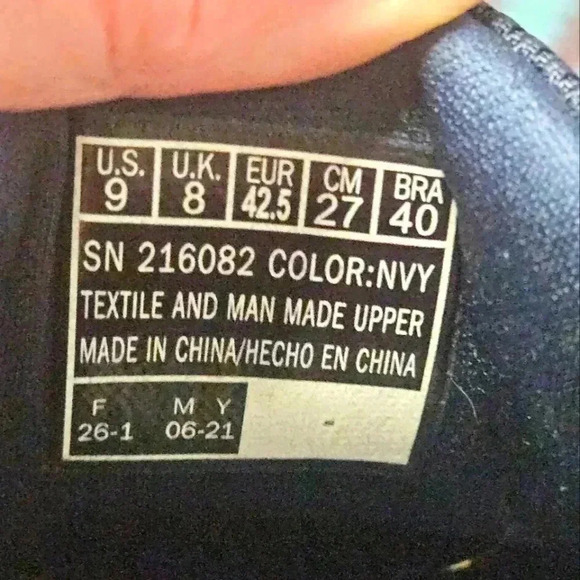 U.S. U.K. EUR CM BRA
9 8 42.5 27 40
SN 216082 COLOR:NVY
TEXTILE AND MAN MADE UPPER
MADE IN CHINA/HECHO EN CHINA
F M Y
26-1 06-21